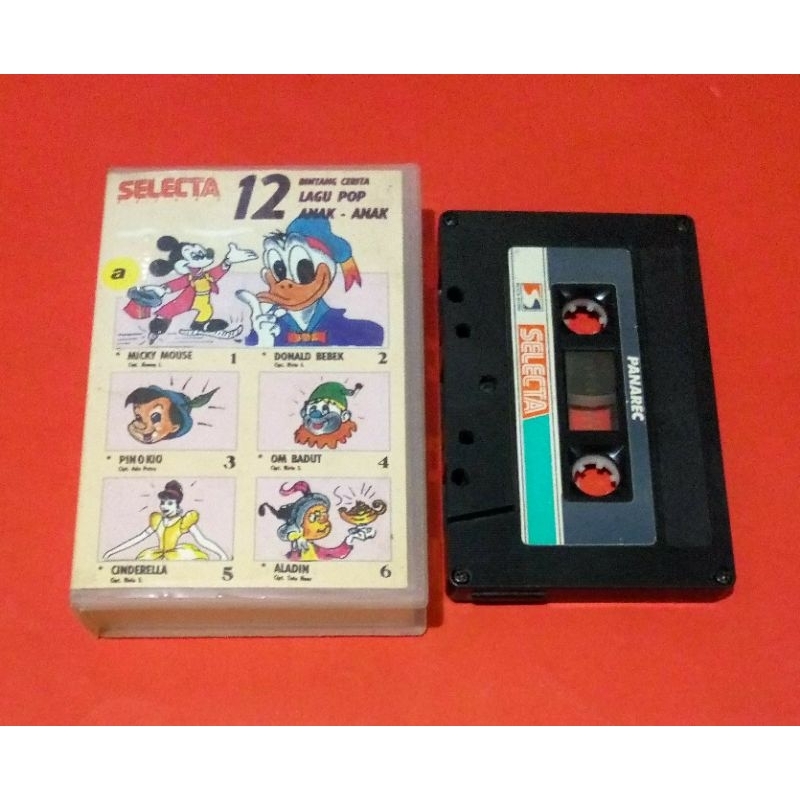 SELECTA
12
BINTANG CERITA
LAGU POP
ANAK - ANAK
a
* MICKY MOUSE 1
* DONALD BEBEK 2
Cipt.
* PINOKIO 3
* OM BADUT 4
* CINDERELLA 5
* ALADIN 6
SELECTA
PANAREC